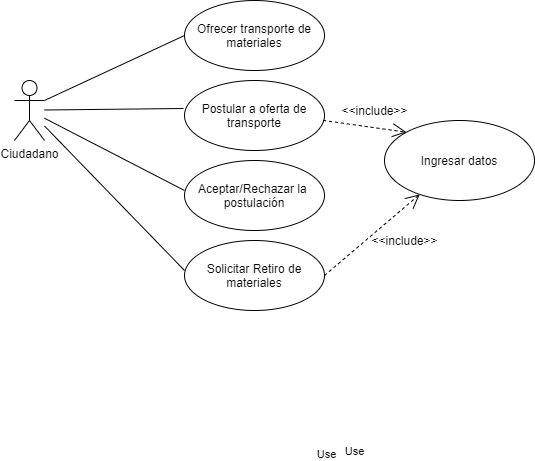 Ofrecer transporte de
materiales
Postular a oferta de
transporte
<<include>>
Ciudadano
Ingresar datos
Aceptar/Rechazar la
postulación
<<include>>
Solicitar Retiro de
materiales
Use
Use